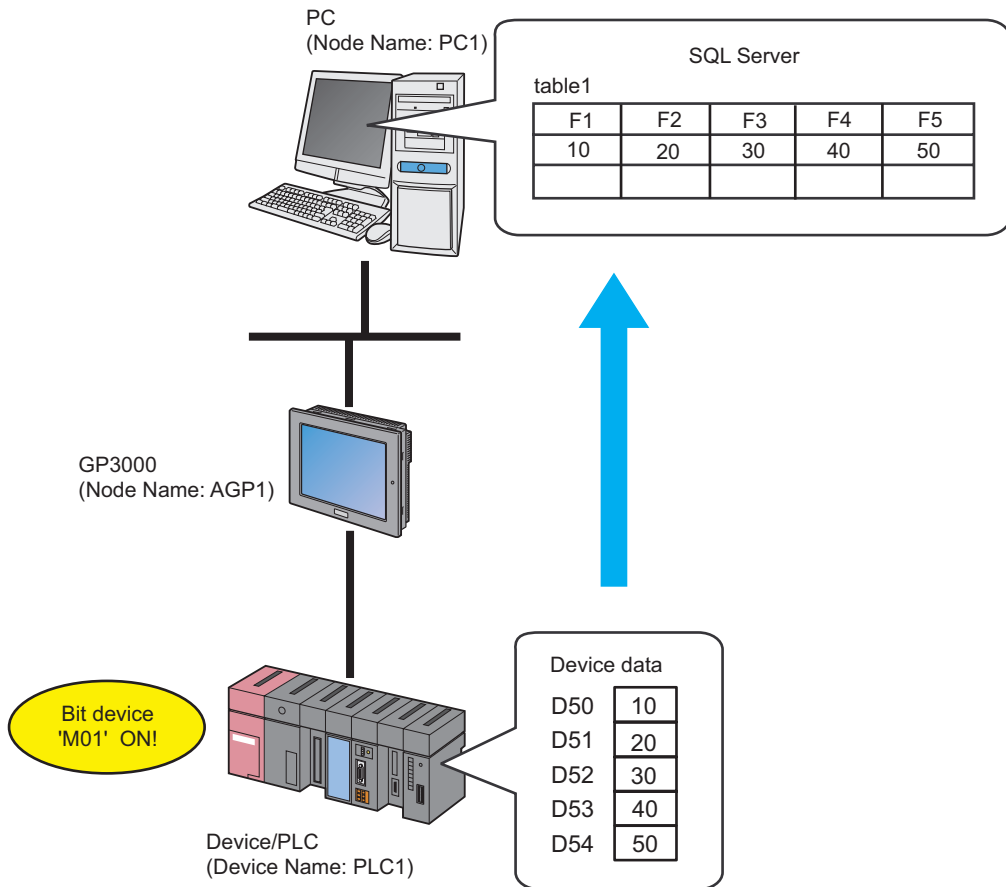 PC
(Node Name: PC1)
SQL Server
table1
F1 F2 F3 F4 F5
10 20 30 40 50
GP3000
(Node Name: AGP1)
Bit device
'M01' ON!
Device data
D50 10
D51 20
D52 30
D53 40
D54 50
Device/PLC
(Device Name: PLC1)